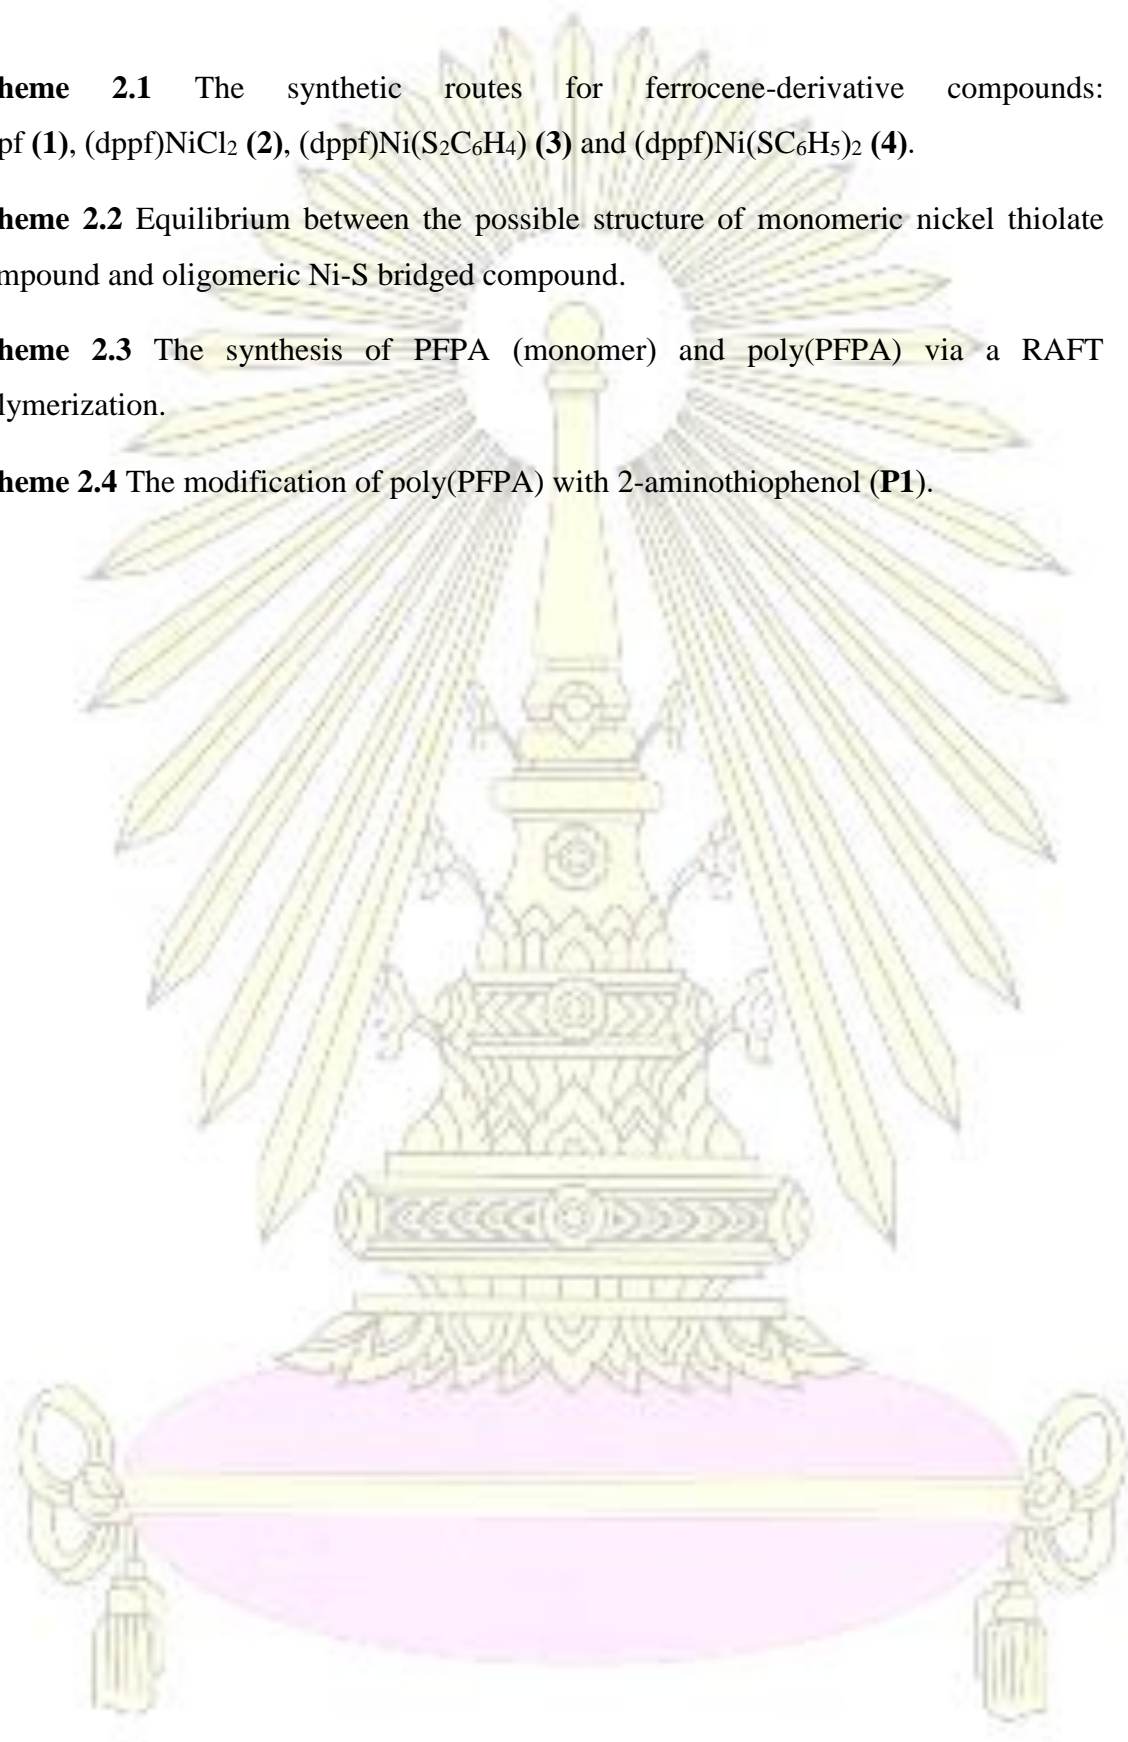 heme 2.1 The synthetic routes for ferrocene-derivative compounds:
pf (1), (dppf)NiCl₂ (2), (dppf)Ni(S₂C₆H₄) (3) and (dppf)Ni(SC₆H₅)₂ (4).
heme 2.2 Equilibrium between the possible structure of monomeric nickel thiolate
mpound and oligomeric Ni-S bridged compound.
heme 2.3 The synthesis of PFPA (monomer) and poly(PFPA) via a RAFT
lymerization.
heme 2.4 The modification of poly(PFPA) with 2-aminothiophenol (P1).